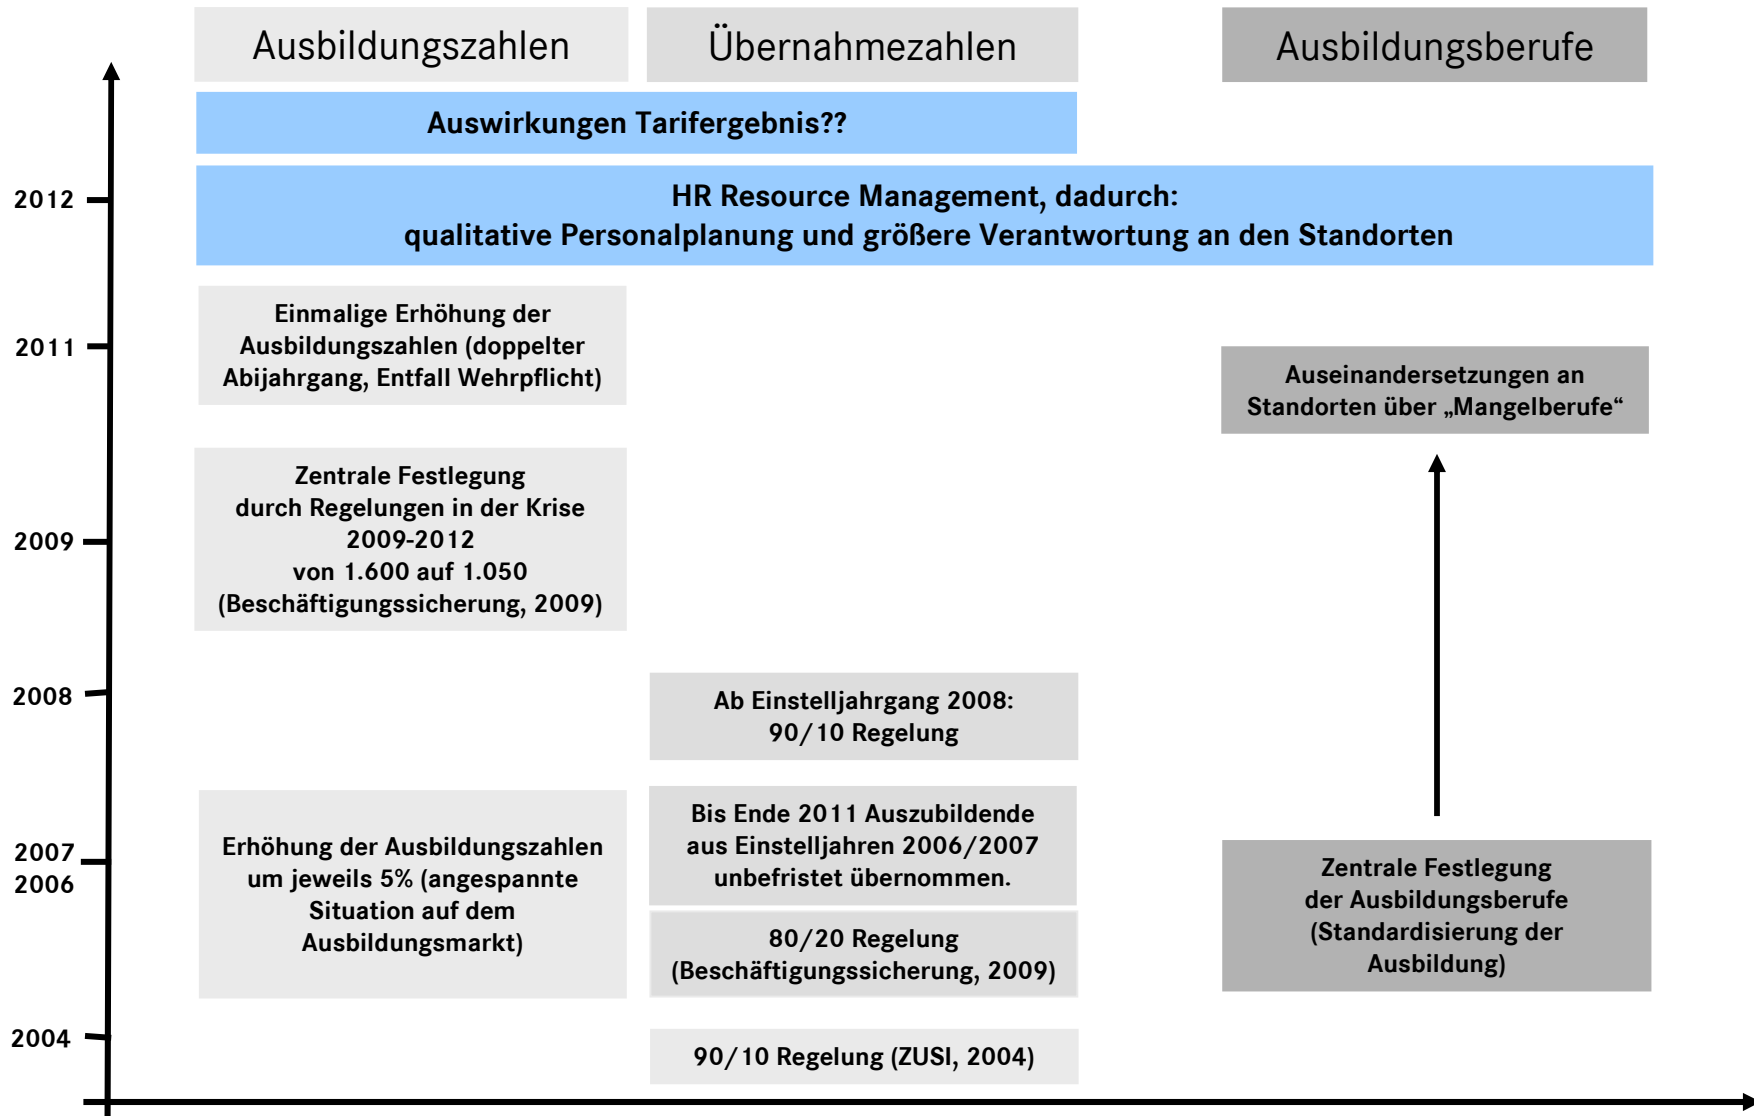 Ausbildungszahlen
Übernahmezahlen
Ausbildungsberufe
Auswirkungen Tarifergebnis??
2012
HR Resource Management, dadurch:
qualitative Personalplanung und größere Verantwortung an den Standorten
2011
Einmalige Erhöhung der
Ausbildungszahlen (doppelter
Abijahrgang, Entfall Wehrpflicht)
Auseinandersetzungen an
Standorten über „Mangelberufe“
2009
Zentrale Festlegung
durch Regelungen in der Krise
2009-2012
von 1.600 auf 1.050
(Beschäftigungssicherung, 2009)
2008
Ab Einstelljahrgang 2008:
90/10 Regelung
2007
2006
Erhöhung der Ausbildungszahlen
um jeweils 5% (angespannte
Situation auf dem
Ausbildungsmarkt)
Bis Ende 2011 Auszubildende
aus Einstelljahren 2006/2007
unbefristet übernommen.
80/20 Regelung
(Beschäftigungssicherung, 2009)
Zentrale Festlegung
der Ausbildungsberufe
(Standardisierung der
Ausbildung)
2004
90/10 Regelung (ZUSI, 2004)